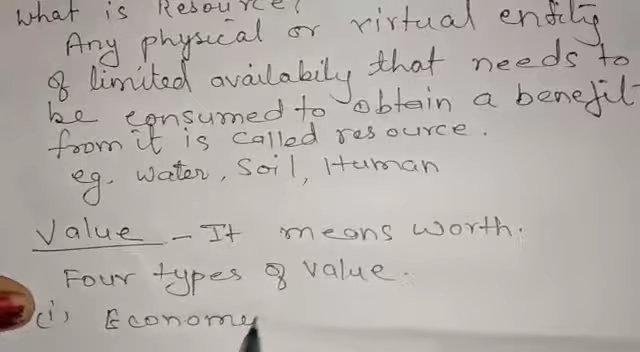 What is Resource?
Any physical or virtual entity
of limited availabily that needs to
be consumed to obtain a benefit
from it is called resource.
eg. water, Soil, Human
Value - It means worth.
Four types of value.
(i) Economy